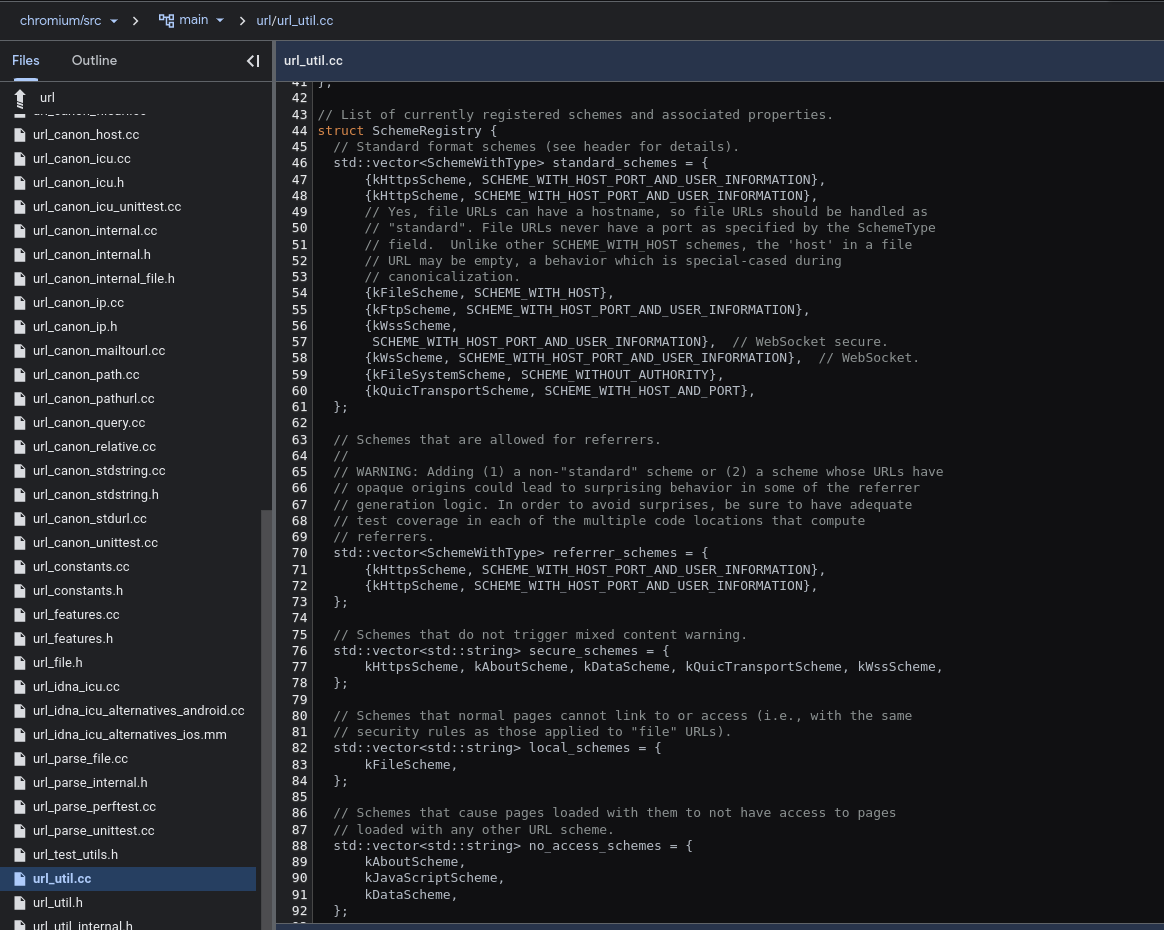 chromium/src
main
url/url_util.cc
Files
Outline
url_util.cc
url
url_canon_host.cc
url_canon_icu.cc
url_canon_icu.h
url_canon_icu_unittest.cc
url_canon_internal.cc
url_canon_internal.h
url_canon_internal_file.h
url_canon_ip.cc
url_canon_ip.h
url_canon_mailtourl.cc
url_canon_path.cc
url_canon_pathurl.cc
url_canon_query.cc
url_canon_relative.cc
url_canon_stdstring.cc
url_canon_stdstring.h
url_canon_stdurl.cc
url_canon_unittest.cc
url_constants.cc
url_constants.h
url_features.cc
url_features.h
url_file.h
url_idna_icu.cc
url_idna_icu_alternatives_android.cc
url_idna_icu_alternatives_ios.mm
url_parse_file.cc
url_parse_internal.h
url_parse_perftest.cc
url_parse_unittest.cc
url_test_utils.h
url_util.cc
url_util.h
url_util_internal.h
41 };
42
43 // List of currently registered schemes and associated properties.
44 struct SchemeRegistry {
45   // Standard format schemes (see header for details).
46   std::vector<SchemeWithType> standard_schemes = {
47       {kHttpsScheme, SCHEME_WITH_HOST_PORT_AND_USER_INFORMATION},
48       {kHttpScheme, SCHEME_WITH_HOST_PORT_AND_USER_INFORMATION},
49       // Yes, file URLs can have a hostname, so file URLs should be handled as
50       // "standard". File URLs never have a port as specified by the SchemeType
51       // field.  Unlike other SCHEME_WITH_HOST schemes, the 'host' in a file
52       // URL may be empty, a behavior which is special-cased during
53       // canonicalization.
54       {kFileScheme, SCHEME_WITH_HOST},
55       {kFtpScheme, SCHEME_WITH_HOST_PORT_AND_USER_INFORMATION},
56       {kWssScheme,
57        SCHEME_WITH_HOST_PORT_AND_USER_INFORMATION},  // WebSocket secure.
58       {kWsScheme, SCHEME_WITH_HOST_PORT_AND_USER_INFORMATION},  // WebSocket.
59       {kFileSystemScheme, SCHEME_WITHOUT_AUTHORITY},
60       {kQuicTransportScheme, SCHEME_WITH_HOST_AND_PORT},
61   };
62
63   // Schemes that are allowed for referrers.
64   //
65   // WARNING: Adding (1) a non-"standard" scheme or (2) a scheme whose URLs have
66   // opaque origins could lead to surprising behavior in some of the referrer
67   // generation logic. In order to avoid surprises, be sure to have adequate
68   // test coverage in each of the multiple code locations that compute
69   // referrers.
70   std::vector<SchemeWithType> referrer_schemes = {
71       {kHttpsScheme, SCHEME_WITH_HOST_PORT_AND_USER_INFORMATION},
72       {kHttpScheme, SCHEME_WITH_HOST_PORT_AND_USER_INFORMATION},
73   };
74
75   // Schemes that do not trigger mixed content warning.
76   std::vector<std::string> secure_schemes = {
77       kHttpsScheme, kAboutScheme, kDataScheme, kQuicTransportScheme, kWssScheme,
78   };
79
80   // Schemes that normal pages cannot link to or access (i.e., with the same
81   // security rules as those applied to "file" URLs).
82   std::vector<std::string> local_schemes = {
83       kFileScheme,
84   };
85
86   // Schemes that cause pages loaded with them to not have access to pages
87   // loaded with any other URL scheme.
88   std::vector<std::string> no_access_schemes = {
89       kAboutScheme,
90       kJavaScriptScheme,
91       kDataScheme,
92   };